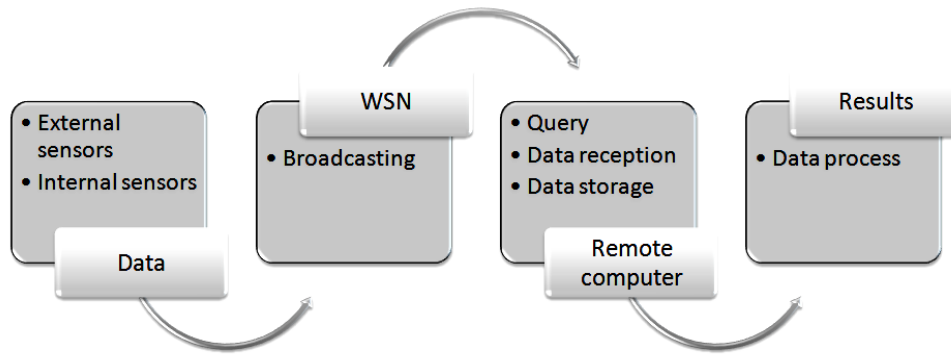 • External
sensors
• Internal sensors
Data
WSN
• Broadcasting
• Query
• Data reception
• Data storage
Remote
computer
Results
• Data process